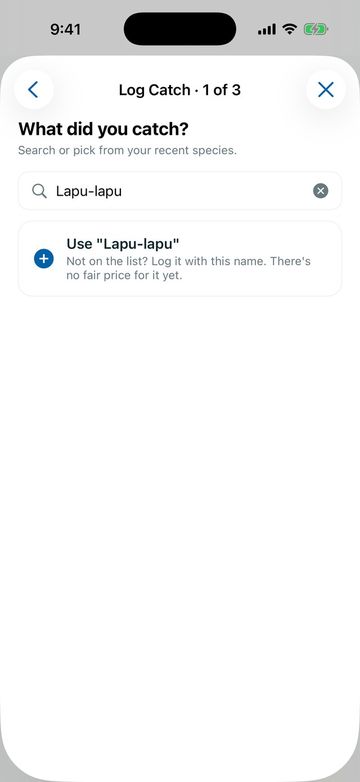 9:41
Log Catch · 1 of 3
What did you catch?
Search or pick from your recent species.
Lapu-lapu
Use "Lapu-lapu"
Not on the list? Log it with this name. There's
no fair price for it yet.